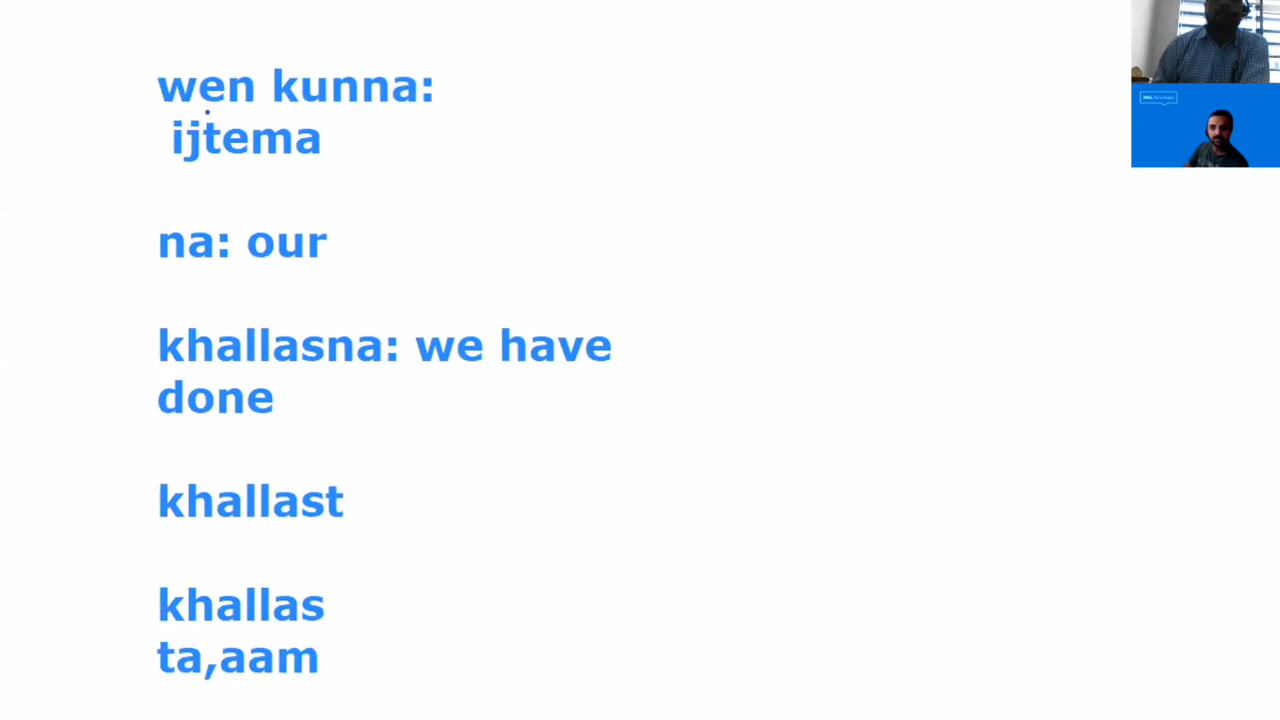 wen kunna:
ijtema
na: our
khallasna: we have
done
khallast
khallas
ta,aam